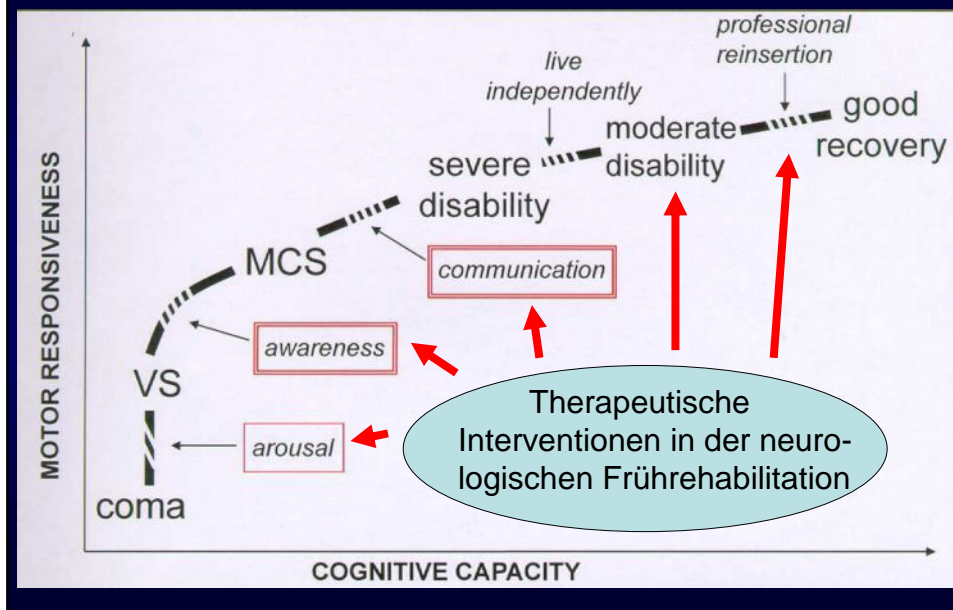 professional
reinsertion
live
independently
good
recovery
moderate
disability
severe
disability
MCS
communication
awareness
VS
arousal
coma
Therapeutische
Interventionen in der neuro-
logischen Frührehabilitation
MOTOR RESPONSIVENESS
COGNITIVE CAPACITY